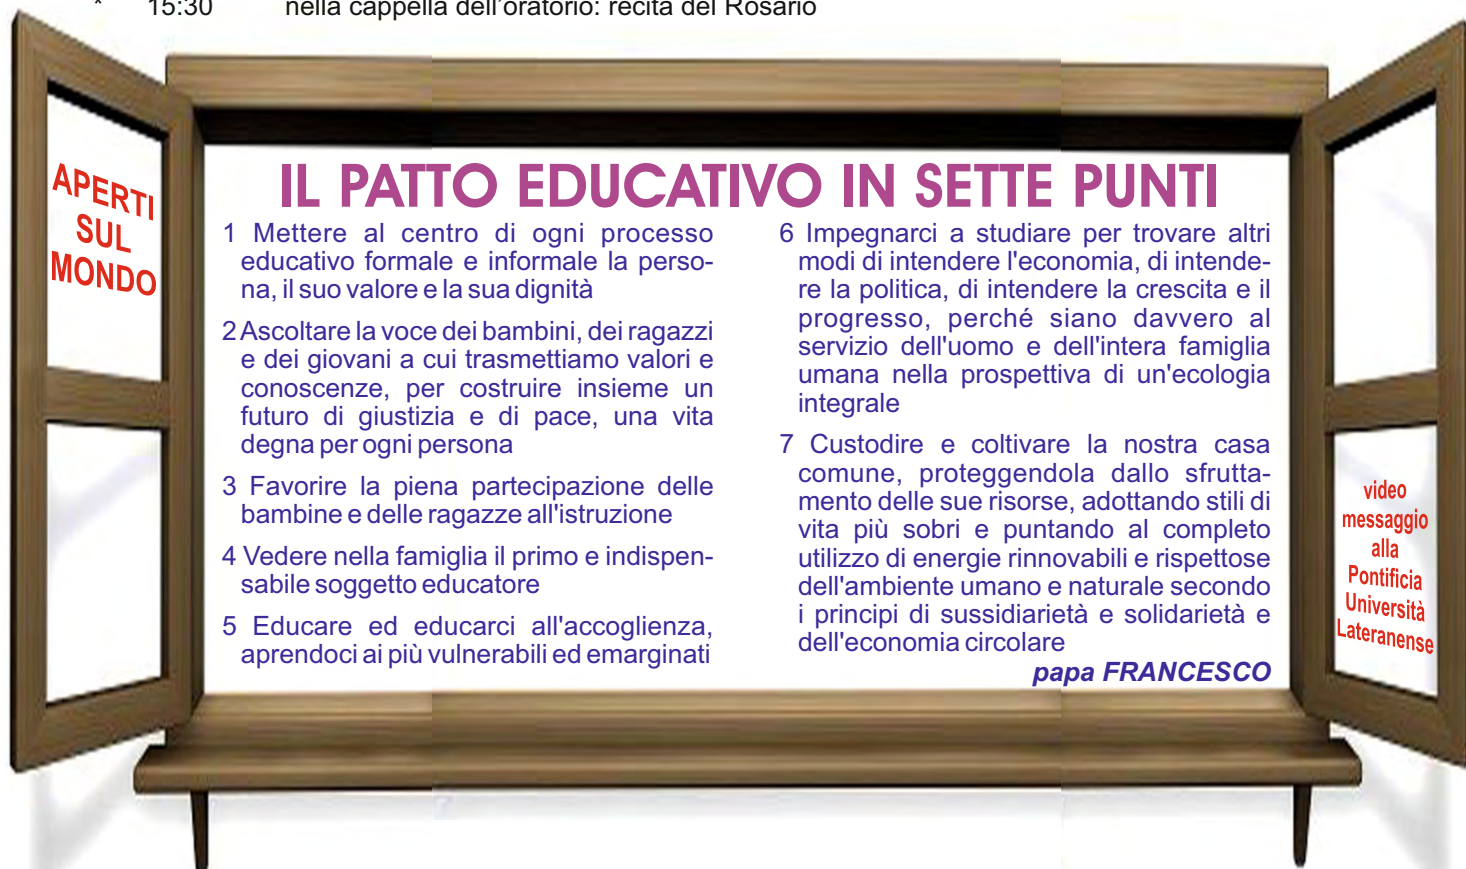 * 15:30 nella cappella dell'oratorio: recita del Rosario
APERTI
SUL
MONDO
IL PATTO EDUCATIVO IN SETTE PUNTI
1 Mettere al centro di ogni processo
educativo formale e informale la perso-
na, il suo valore e la sua dignità
2 Ascoltare la voce dei bambini, dei ragazzi
e dei giovani a cui trasmettiamo valori e
conoscenze, per costruire insieme un
futuro di giustizia e di pace, una vita
degna per ogni persona
3 Favorire la piena partecipazione delle
bambine e delle ragazze all'istruzione
4 Vedere nella famiglia il primo e indispen-
sabile soggetto educatore
5 Educare ed educarci all'accoglienza,
aprendoci ai più vulnerabili ed emarginati
6 Impegnarci a studiare per trovare altri
modi di intendere l'economia, di intende-
re la politica, di intendere la crescita e il
progresso, perché siano davvero al
servizio dell'uomo e dell'intera famiglia
umana nella prospettiva di un'ecologia
integrale
7 Custodire e coltivare la nostra casa
comune, proteggendola dallo sfrutta-
mento delle sue risorse, adottando stili di
vita più sobri e puntando al completo
utilizzo di energie rinnovabili e rispettose
dell'ambiente umano e naturale secondo
i principi di sussidiarietà e solidarietà e
dell'economia circolare
papa FRANCESCO
video
messaggio
alla
Pontificia
Università
Lateranense